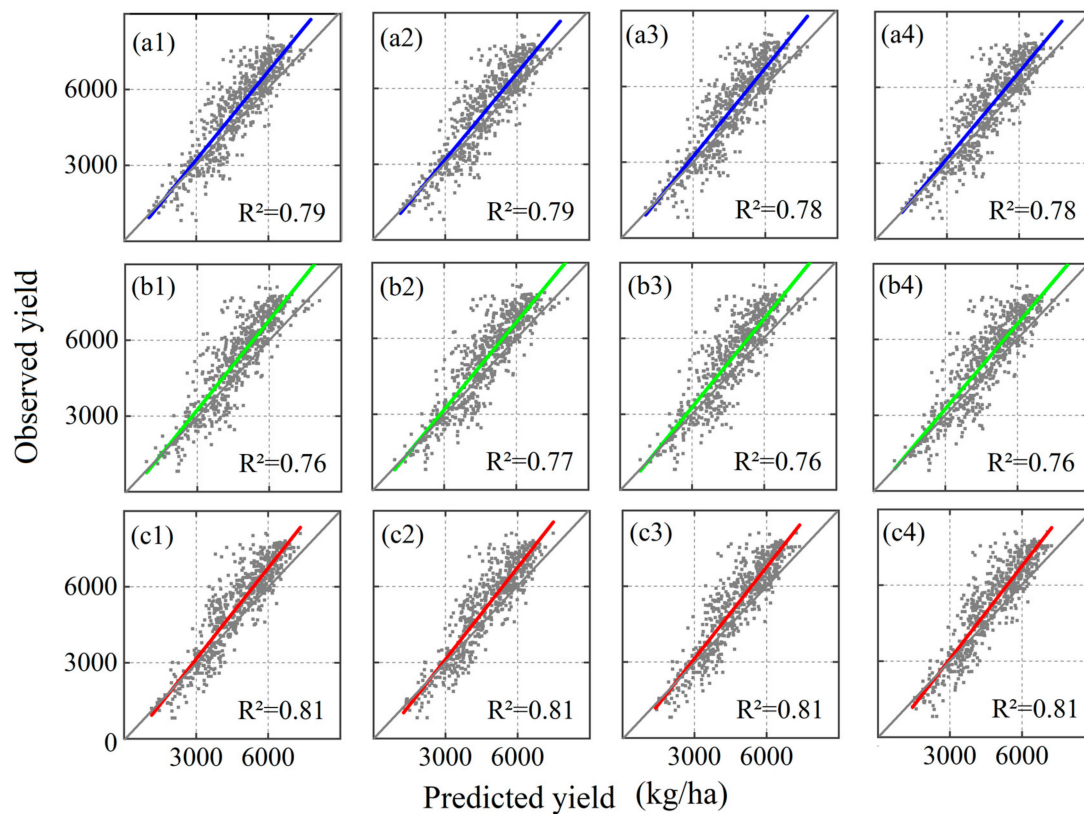 (a1) (a2) (a3) (a4)
6000
3000
R²=0.79 R²=0.79 R²=0.78 R²=0.78
(b1) (b2) (b3) (b4)
6000
3000
R²=0.76 R²=0.77 R²=0.76 R²=0.76
Observed yield
(c1) (c2) (c3) (c4)
6000
3000
R²=0.81 R²=0.81 R²=0.81 R²=0.81
0
3000 6000 3000 6000 3000 6000 3000 6000
Predicted yield (kg/ha)